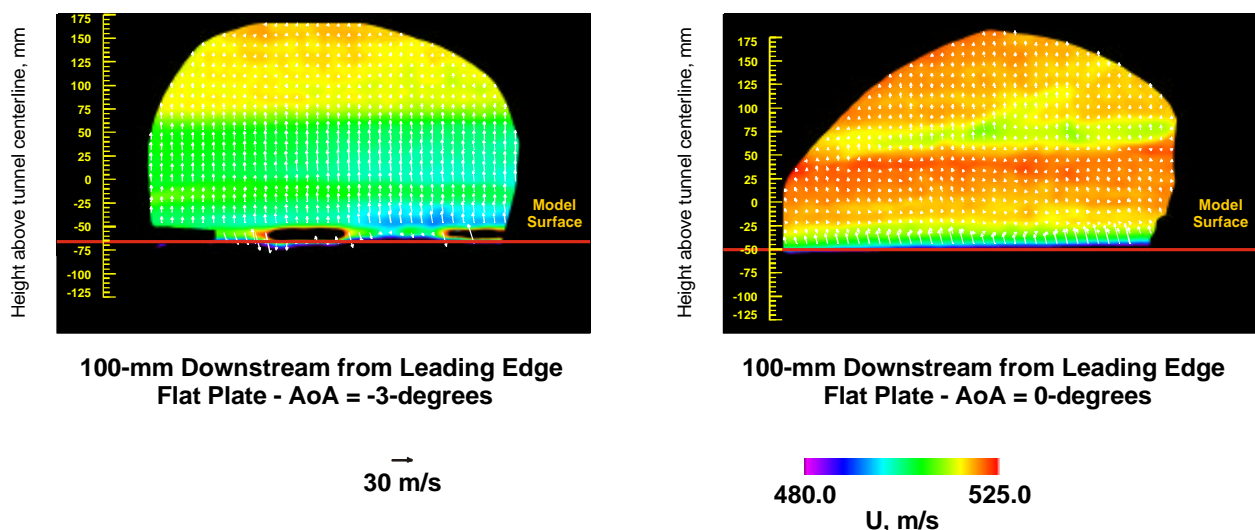 Height above tunnel centerline, mm
175
150
125
100
75
50
25
0
-25
-50
-75
-100
-125
Model
Surface
100-mm Downstream from Leading Edge
Flat Plate - AoA = -3-degrees
30 m/s
Height above tunnel centerline, mm
175
150
125
100
75
50
25
0
-25
-50
-75
-100
-125
Model
Surface
100-mm Downstream from Leading Edge
Flat Plate - AoA = 0-degrees
480.0 525.0
U, m/s